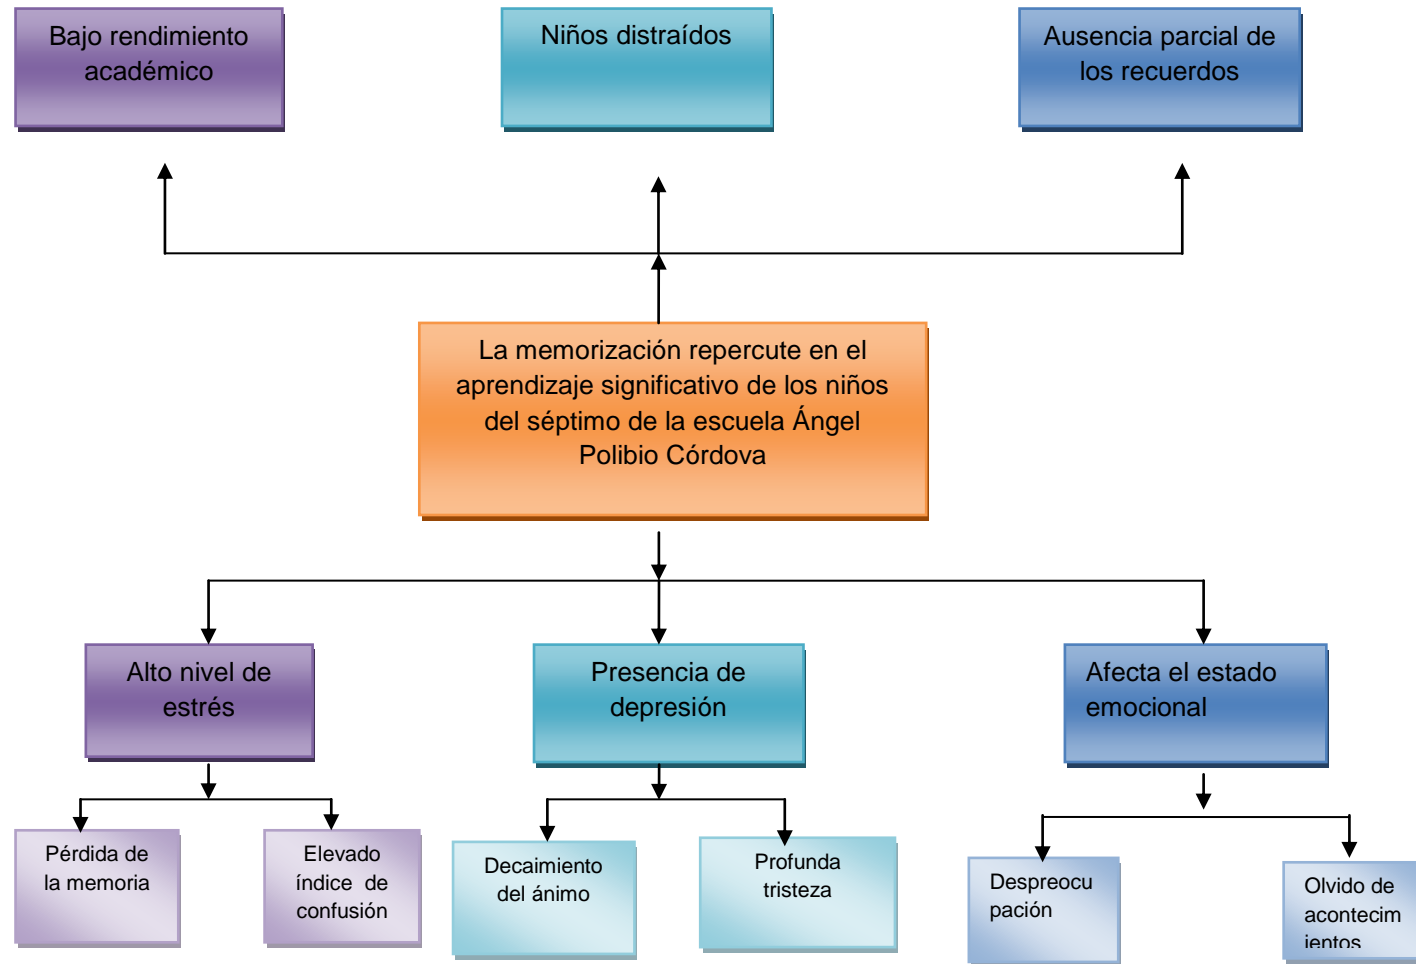 Bajo rendimiento
académico
Niños distraídos
Ausencia parcial de
los recuerdos
La memorización repercute en el
aprendizaje significativo de los niños
del séptimo de la escuela Ángel
Polibio Córdova
Alto nivel de
estrés
Presencia de
depresión
Afecta el estado
emocional
Pérdida de
la memoria
Elevado
índice de
confusión
Decaimiento
del ánimo
Profunda
tristeza
Despreocu
pación
Olvido de
acontecim
ientos